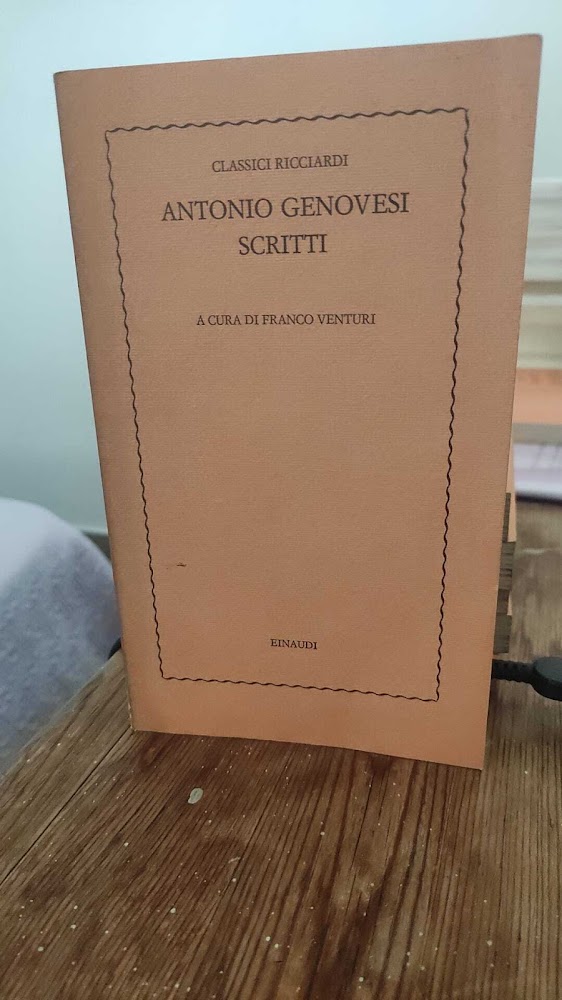 CLASSICI RICCIARDI
ANTONIO GENOVESI
SCRITTI
A CURA DI FRANCO VENTURI
EINAUDI